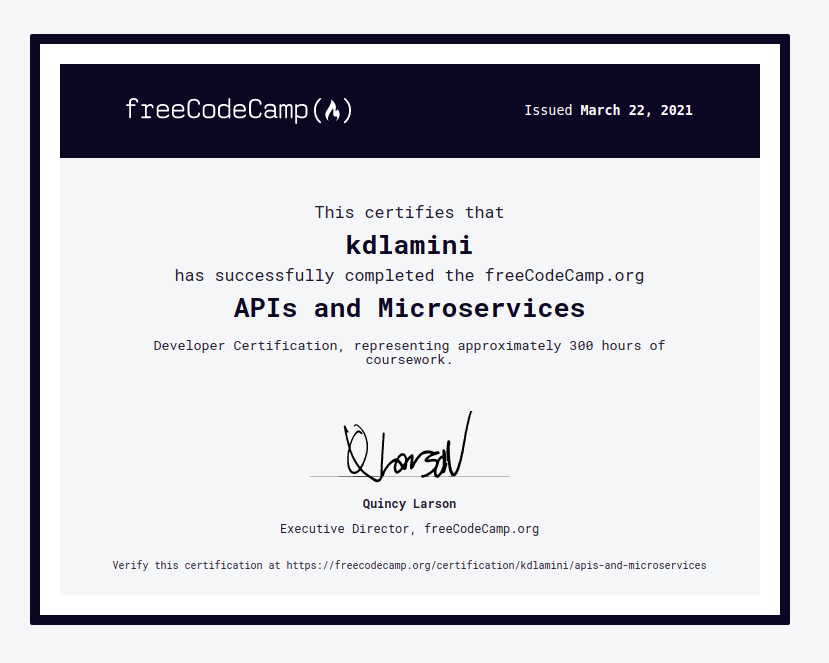 freeCodeCamp(🔥)
Issued March 22, 2021
This certifies that
kdlamini
has successfully completed the freeCodeCamp.org
APIs and Microservices
Developer Certification, representing approximately 300 hours of
coursework.
Q Larson
Quincy Larson
Executive Director, freeCodeCamp.org
Verify this certification at https://freecodecamp.org/certification/kdlamini/apis-and-microservices